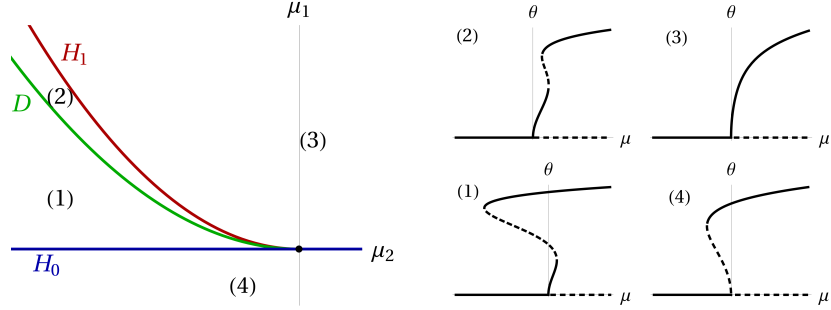 μ₁
H₁
D
(2)
(3)
(1)
μ₂
H₀
(4)
θ
(2)
μ
θ
(3)
μ
θ
(1)
μ
θ
(4)
μ